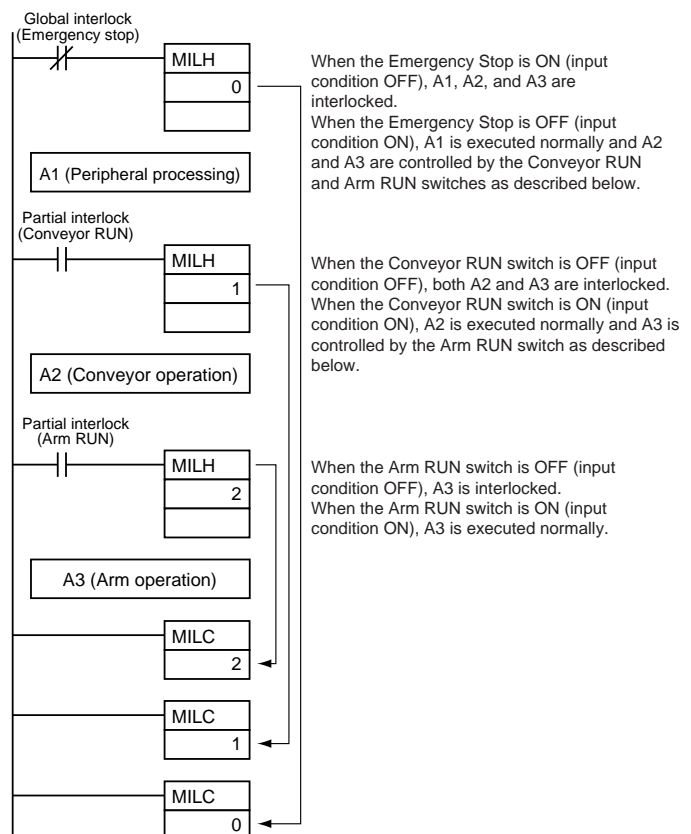 Global interlock
(Emergency stop)
MILH
0
When the Emergency Stop is ON (input
condition OFF), A1, A2, and A3 are
interlocked.
When the Emergency Stop is OFF (input
condition ON), A1 is executed normally and A2
and A3 are controlled by the Conveyor RUN
and Arm RUN switches as described below.
A1 (Peripheral processing)
Partial interlock
(Conveyor RUN)
MILH
1
When the Conveyor RUN switch is OFF (input
condition OFF), both A2 and A3 are interlocked.
When the Conveyor RUN switch is ON (input
condition ON), A2 is executed normally and A3 is
controlled by the Arm RUN switch as described
below.
A2 (Conveyor operation)
Partial interlock
(Arm RUN)
MILH
2
When the Arm RUN switch is OFF (input
condition OFF), A3 is interlocked.
When the Arm RUN switch is ON (input
condition ON), A3 is executed normally.
A3 (Arm operation)
MILC
2
MILC
1
MILC
0